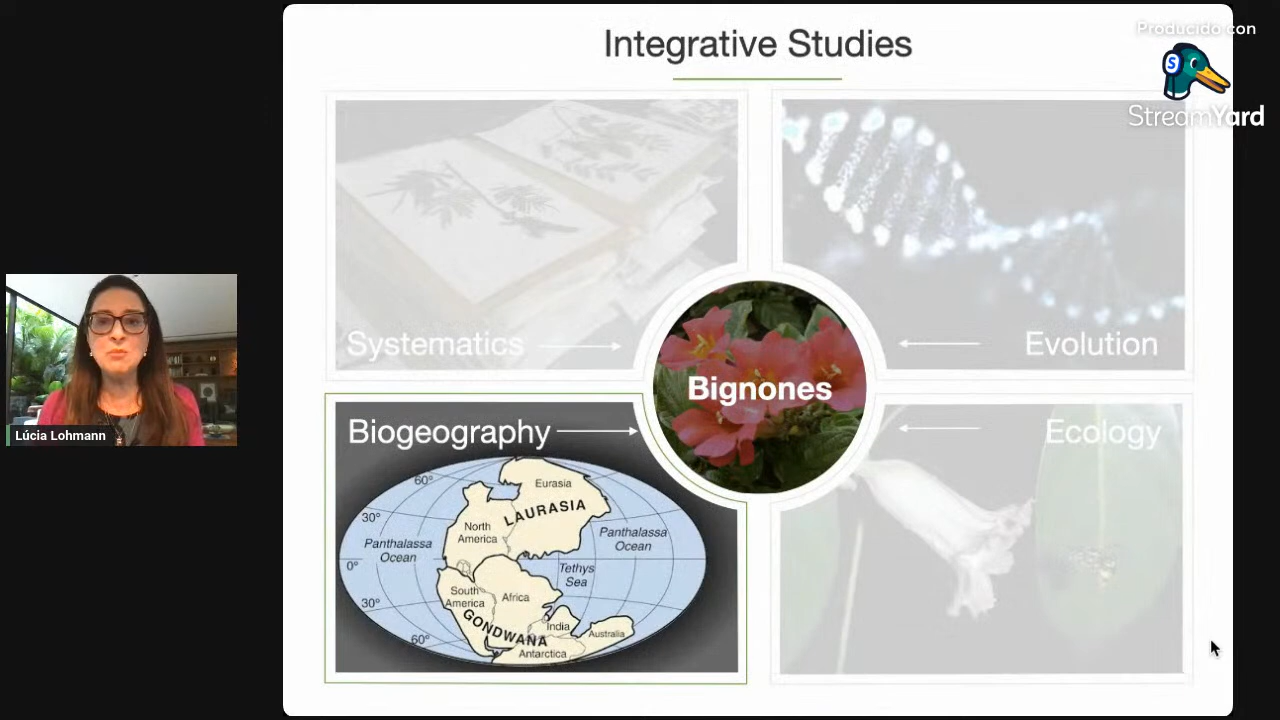 Integrative Studies
Producido con
StreamYard
Systematics
Evolution
Bignones
Biogeography
Ecology
60°
Eurasia
LAURASIA
30°
North
America
Panthalassa
Ocean
Panthalassa
Ocean
0°
Tethys
Sea
South
America
Africa
30°
GONDWANA
India
Australia
60°
Antarctica
Lúcia Lohmann